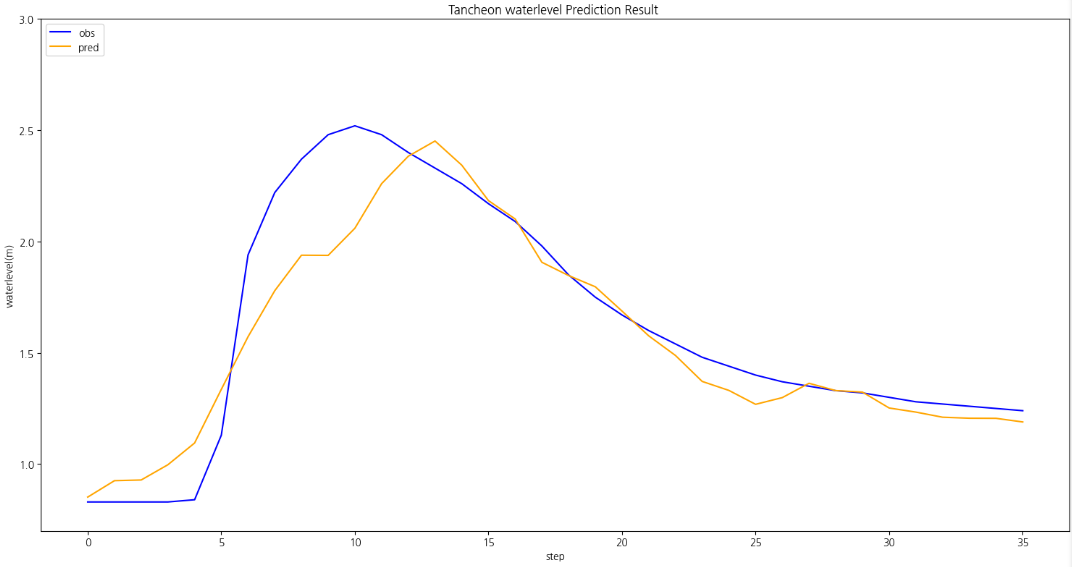 Tancheon waterlevel Prediction Result
obs
pred
3.0
2.5
2.0
1.5
1.0
waterlevel(m)
0 5 10 15 20 25 30 35
step